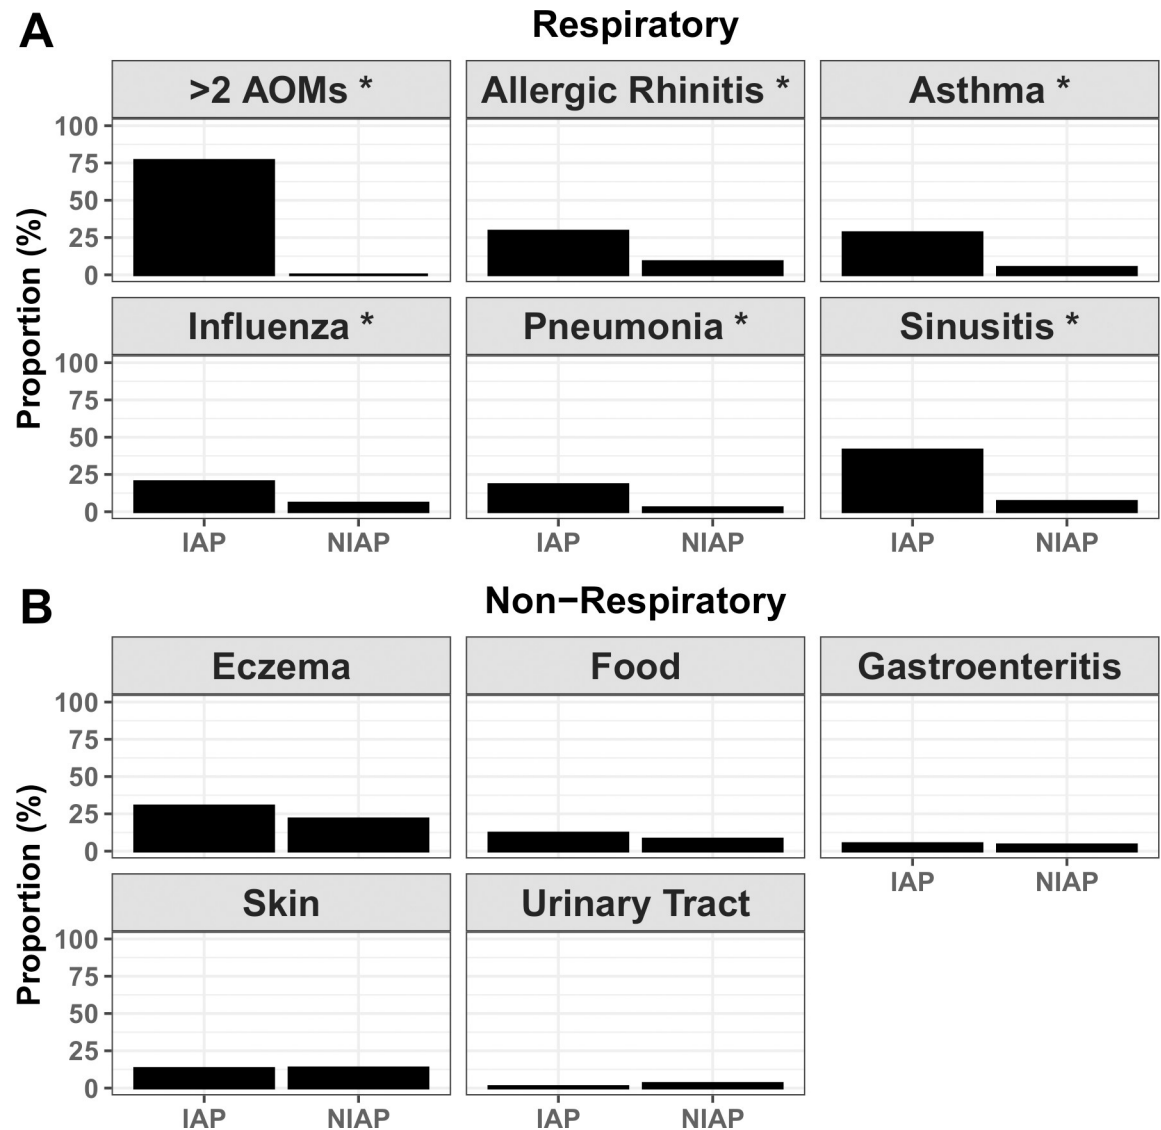 A
Respiratory
>2 AOMs *
Allergic Rhinitis *
Asthma *
Proportion (%)
100
75
50
25
0
Influenza *
Pneumonia *
Sinusitis *
100
75
50
25
0
IAP NIAP IAP NIAP IAP NIAP
B
Non−Respiratory
Eczema
Food
Gastroenteritis
Proportion (%)
100
75
50
25
0
IAP NIAP
Skin
Urinary Tract
100
75
50
25
0
IAP NIAP IAP NIAP